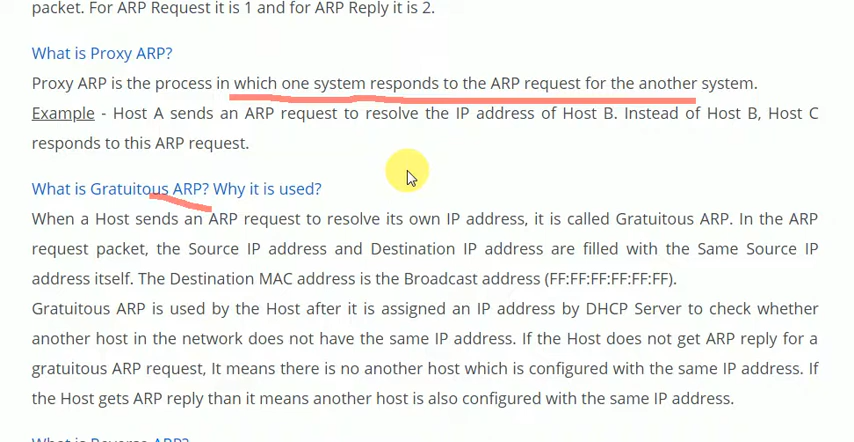 packet. For ARP Request it is 1 and for ARP Reply it is 2.
What is Proxy ARP?
Proxy ARP is the process in which one system responds to the ARP request for the another system.
Example - Host A sends an ARP request to resolve the IP address of Host B. Instead of Host B, Host C
responds to this ARP request.
What is Gratuitous ARP? Why it is used?
When a Host sends an ARP request to resolve its own IP address, it is called Gratuitous ARP. In the ARP
request packet, the Source IP address and Destination IP address are filled with the Same Source IP
address itself. The Destination MAC address is the Broadcast address (FF:FF:FF:FF:FF:FF).
Gratuitous ARP is used by the Host after it is assigned an IP address by DHCP Server to check whether
another host in the network does not have the same IP address. If the Host does not get ARP reply for a
gratuitous ARP request, It means there is no another host which is configured with the same IP address. If
the Host gets ARP reply than it means another host is also configured with the same IP address.
What is Reverse ARP?